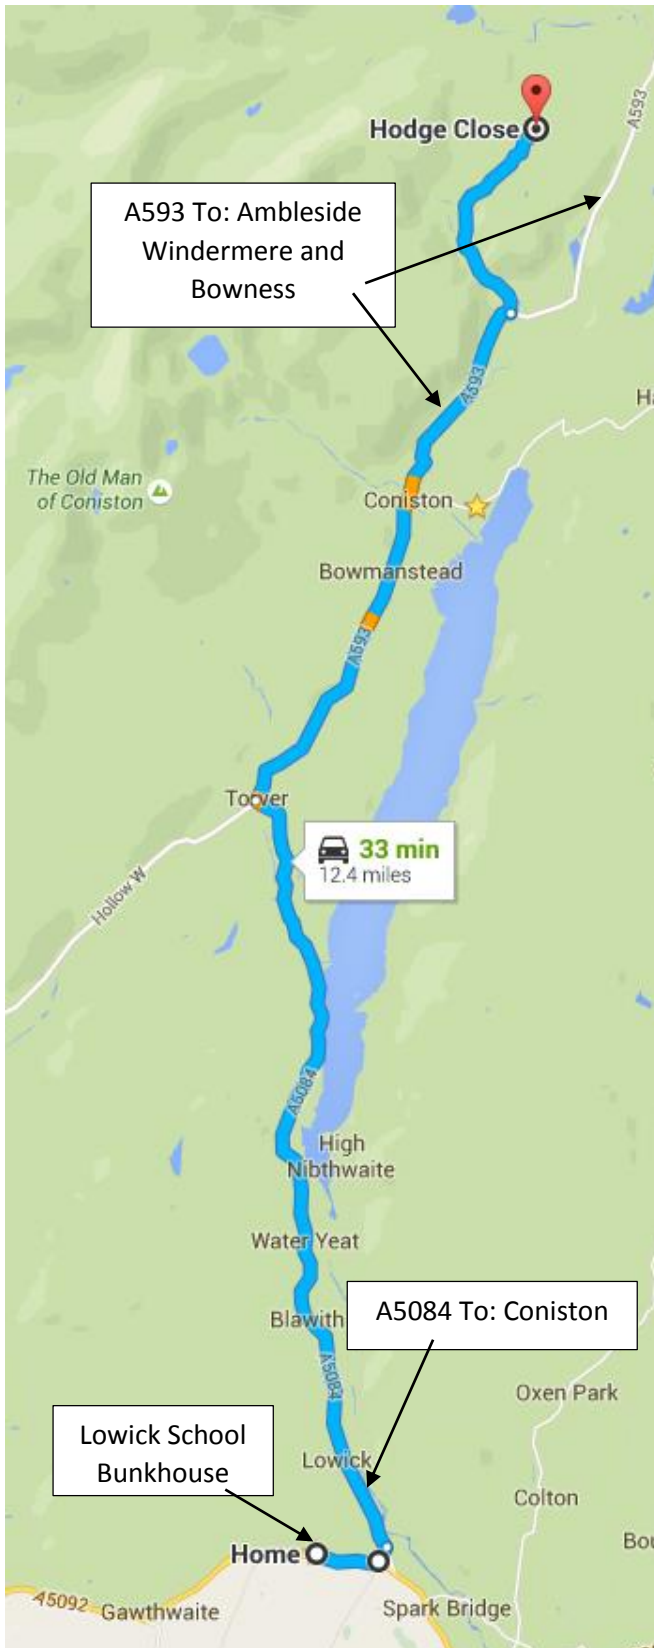 Hodge Close
A593
A593 To: Ambleside
Windermere and
Bowness
A593
Ha
The Old Man
of Coniston
Coniston
Bowmanstead
A593
Torver
33 min
12.4 miles
Hollow W
A5084
High
Nibthwaite
Water Yeat
Blawith
A5084 To: Coniston
A5084
Oxen Park
Lowick School
Bunkhouse
Lowick
Colton
Bou
Home
A5092
Gawthwaite
Spark Bridge